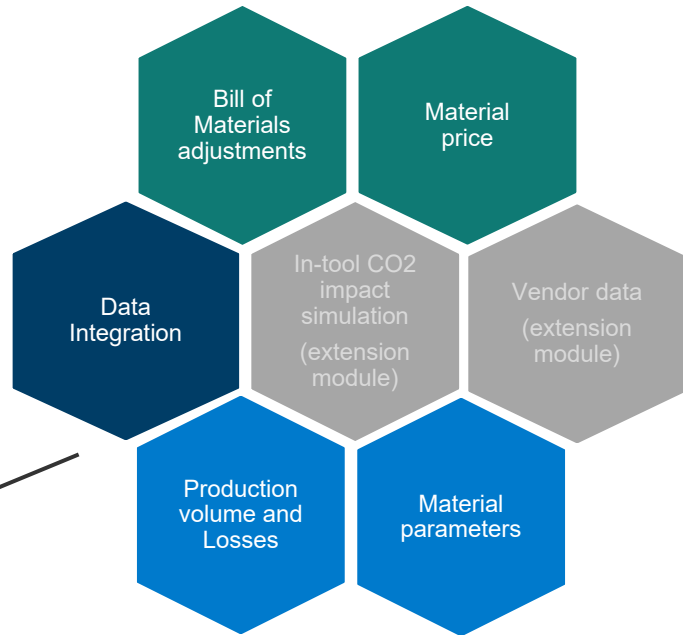 Bill of
Materials
adjustments
Material
price
Data
Integration
In-tool CO2
impact
simulation
(extension
module)
Vendor data
(extension
module)
Production
volume and
Losses
Material
parameters